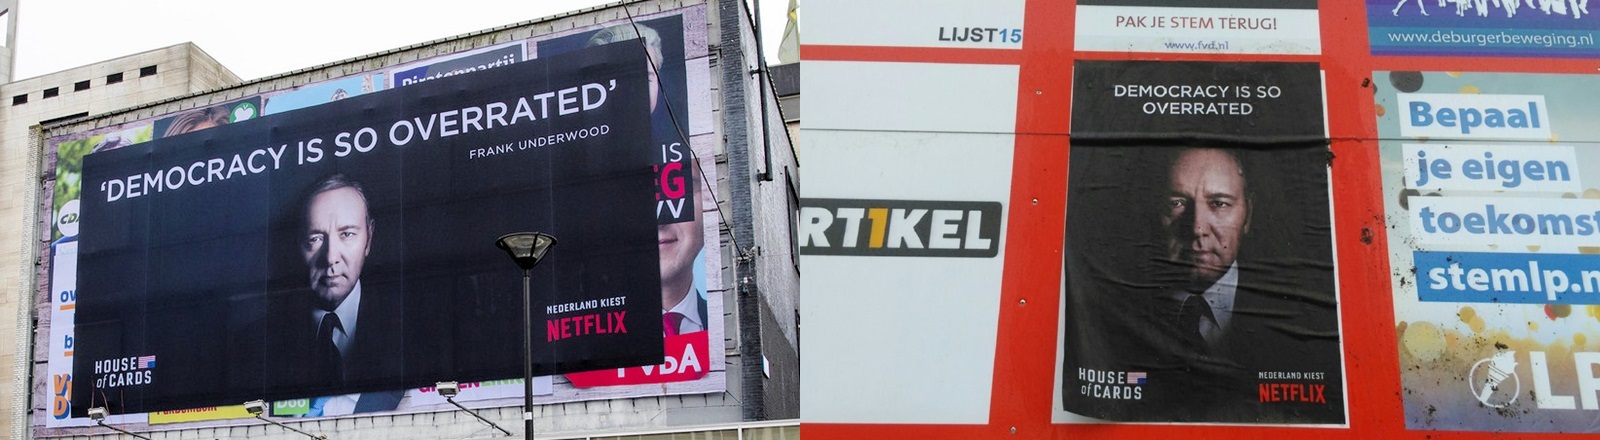 Piratenpartij
'DEMOCRACY IS SO OVERRATED'
FRANK UNDERWOOD
CDA
IS
NEDERLAND KIEST
NETFLIX
HOUSE
of CARDS
PvdA
D66
LIJST15
PAK JE STEM TERUG!
www.fvd.nl
www.deburgerbeweging.nl
DEMOCRACY IS SO
OVERRATED
RT1KEL
HOUSE
of CARDS
NEDERLAND KIEST
NETFLIX
Bepaal
je eigen
toekomst
stemlp.n
LP